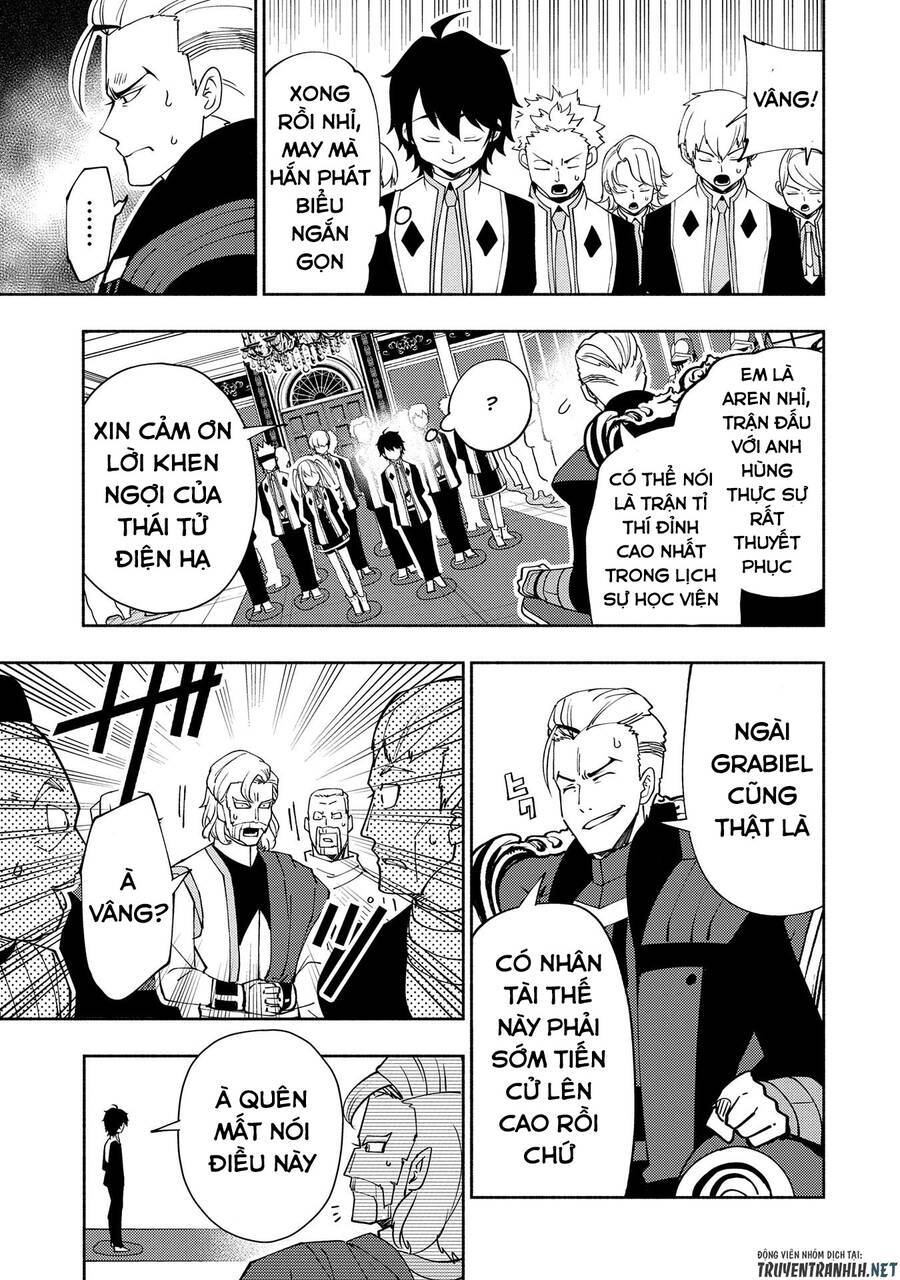 VÂNG!
XONG
RỒI NHỈ,
MAY MÀ
HẮN PHÁT
BIỂU
NGẮN
GỌN
......
EM LÀ
AREN NHỈ,
TRẬN ĐẤU
VỚI ANH
HÙNG
THỰC SỰ
RẤT
THUYẾT
PHỤC
CÓ THỂ NÓI
LÀ TRẬN TỈ
THÍ ĐỈNH
CAO NHẤT
TRONG LỊCH
SỰ HỌC VIỆN
?
XIN CẢM ƠN
LỜI KHEN
NGỢI CỦA
THÁI TỬ
ĐIỆN HẠ
NGÀI
GRABIEL
CŨNG
THẬT LÀ
ヒク
CÓ NHÂN
TÀI THẾ
NÀY PHẢI
SỚM TIẾN
CỬ LÊN
CAO RỒI
CHỨ
À
VÂNG?
À QUÊN
MẤT NÓI
ĐIỀU NÀY
ĐỘNG VIÊN NHÓM DỊCH TẠI:
TRUYENTRANHLH.NET